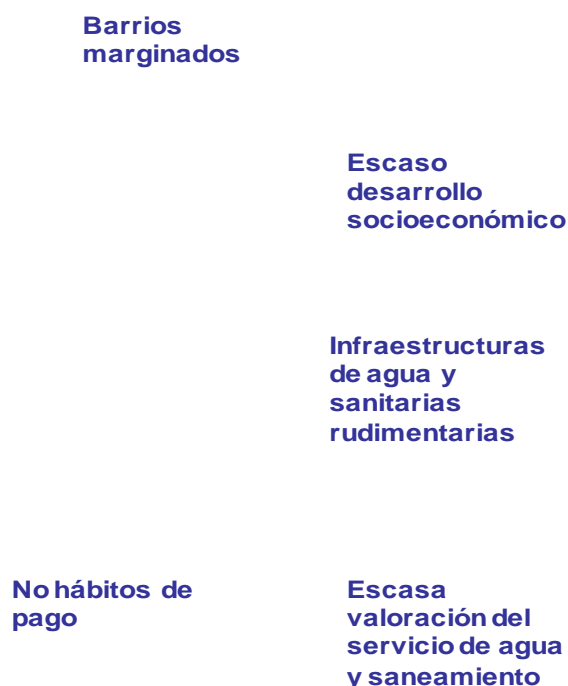 Barrios
marginados
Escaso
desarrollo
socioeconómico
Infraestructuras
de agua y
sanitarias
rudimentarias
No hábitos de
pago
Escasa
valoración del
servicio de agua
y saneamiento